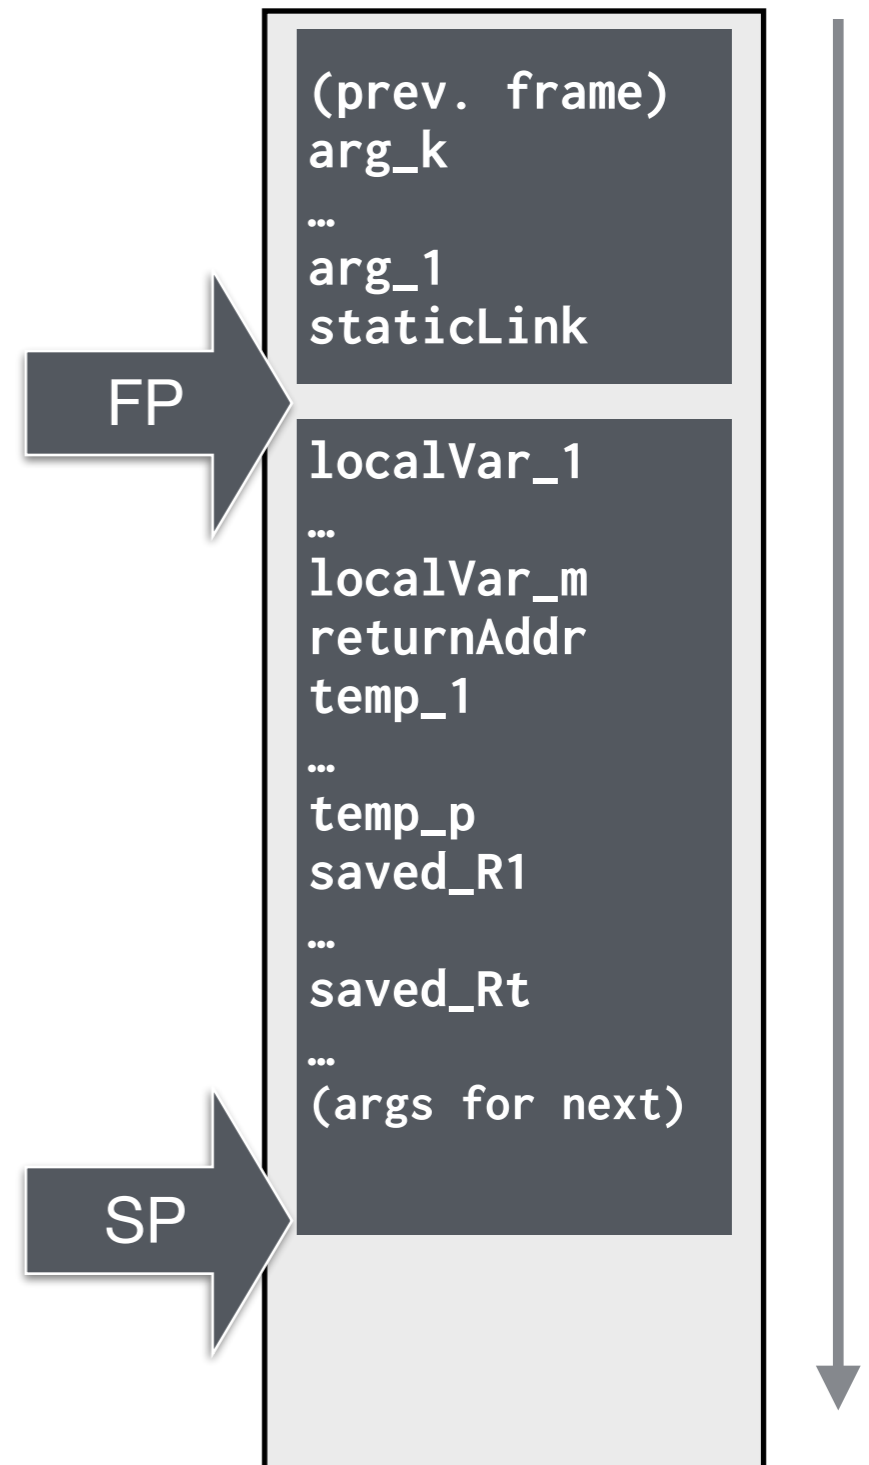 (prev. frame)
arg_k
…
arg_1
staticLink
FP
localVar_1
…
localVar_m
returnAddr
temp_1
…
temp_p
saved_R1
…
saved_Rt
…
(args for next)
SP